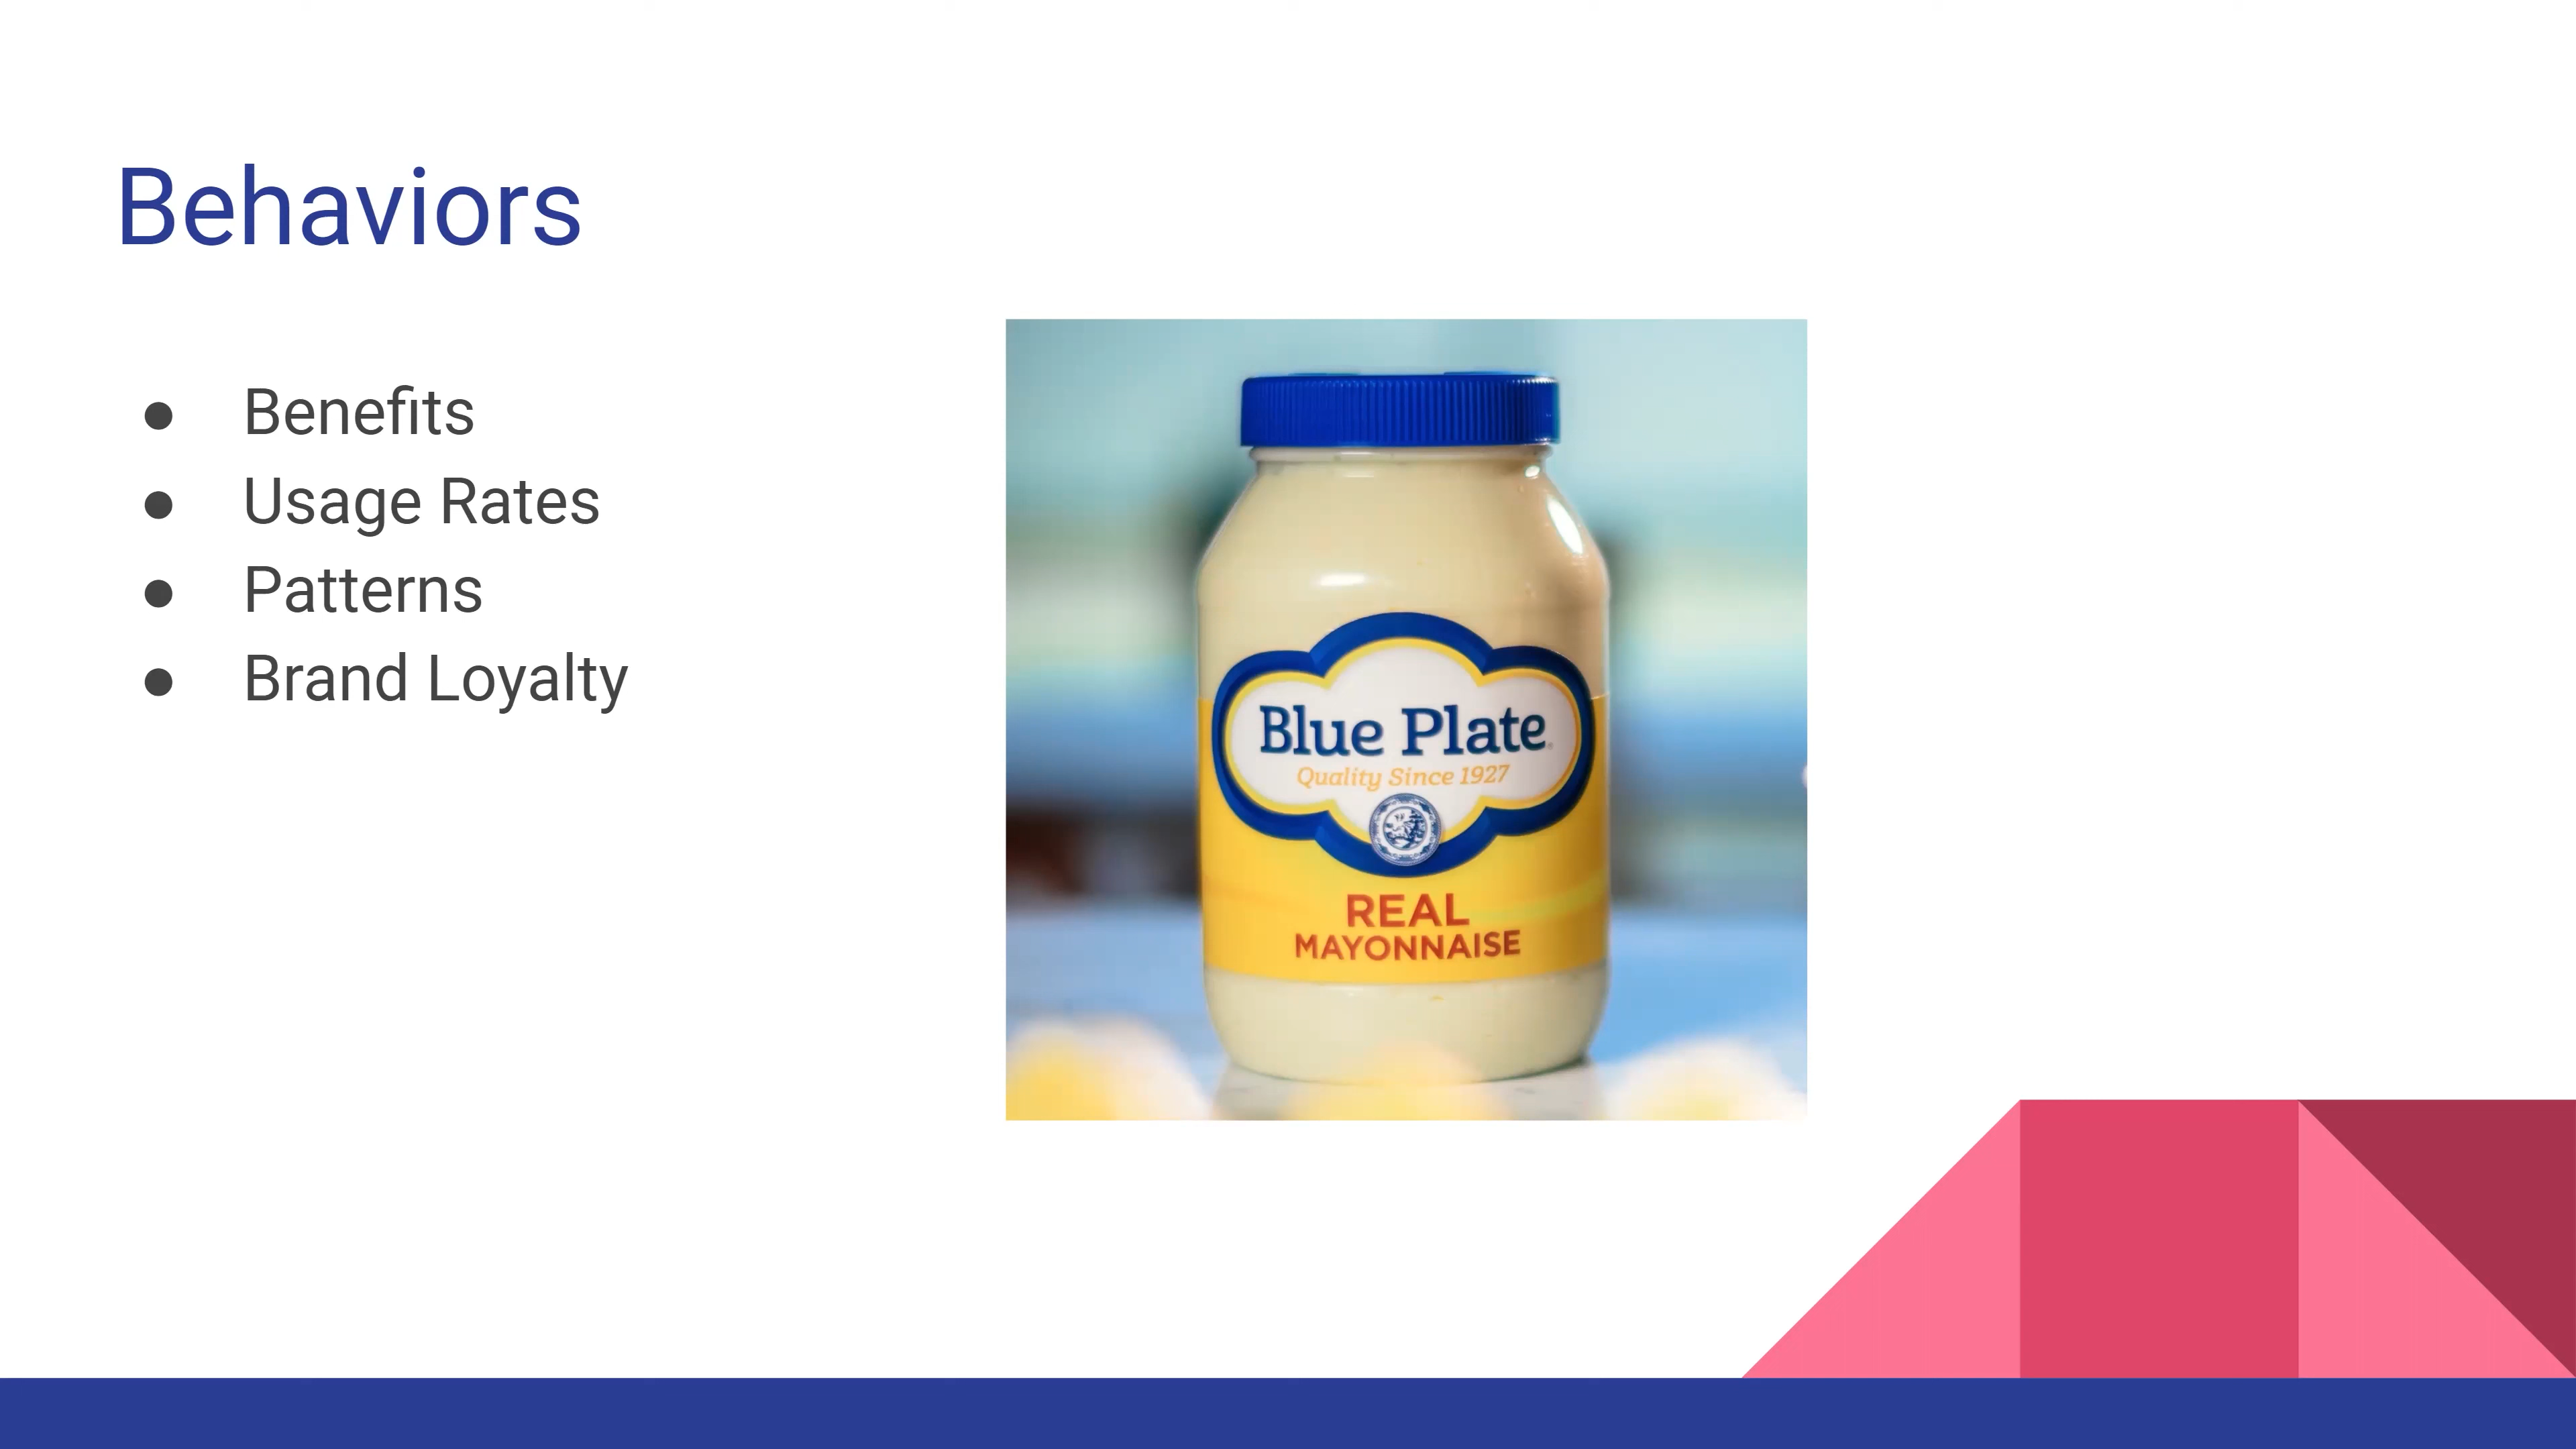 Behaviors
● Benefits
● Usage Rates
● Patterns
● Brand Loyalty
Blue Plate
Quality Since 1927
REAL
MAYONNAISE